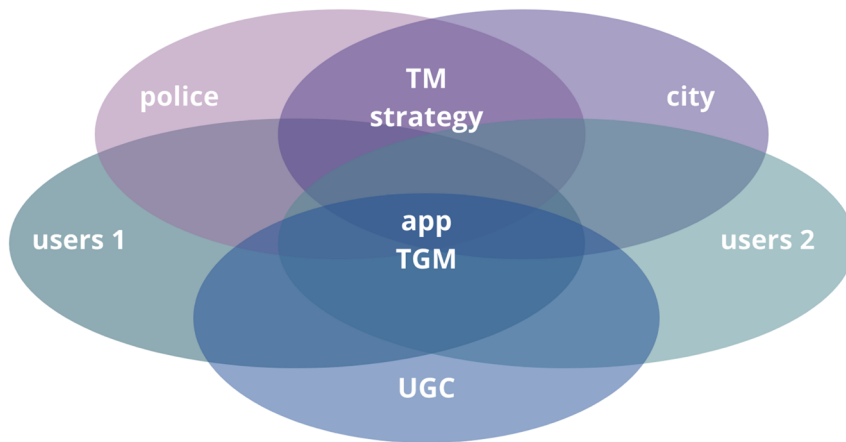 police
TM
strategy
city
users 1
app
TGM
users 2
UGC